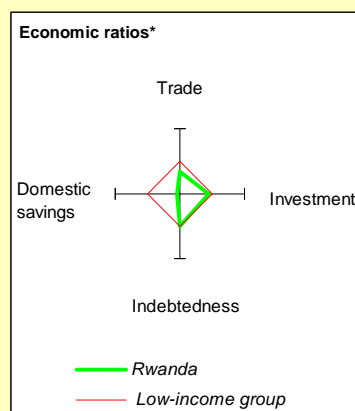 Economic ratios*
Trade
Domestic
savings
Investment
Indebtedness
Rwanda
Low-income group